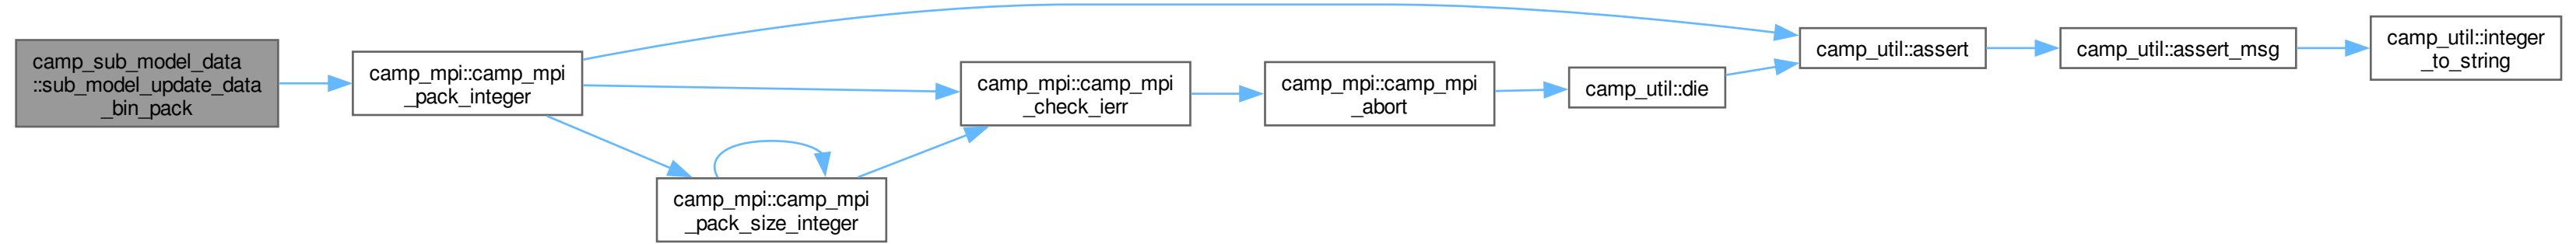 camp_sub_model_data
::sub_model_update_data
_bin_pack
camp_mpi::camp_mpi
_pack_integer
camp_mpi::camp_mpi
_pack_size_integer
camp_mpi::camp_mpi
_check_ierr
camp_mpi::camp_mpi
_abort
camp_util::die
camp_util::assert
camp_util::assert_msg
camp_util::integer
_to_string